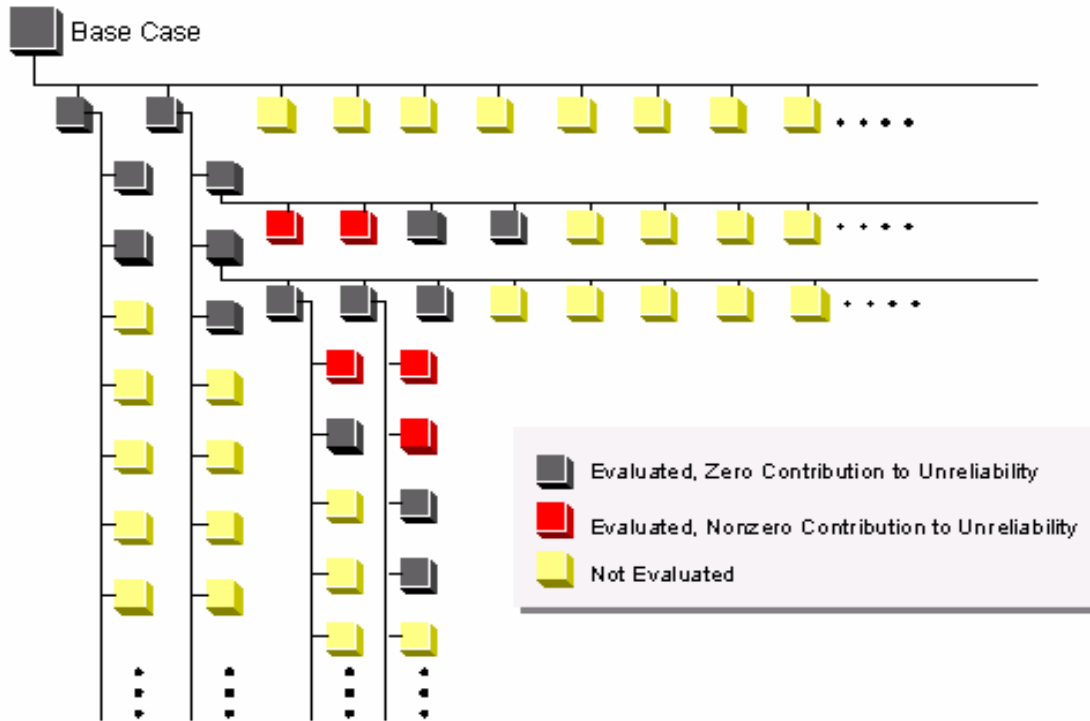 Base Case
Evaluated, Zero Contribution to Unreliability
Evaluated, Nonzero Contribution to Unreliability
Not Evaluated